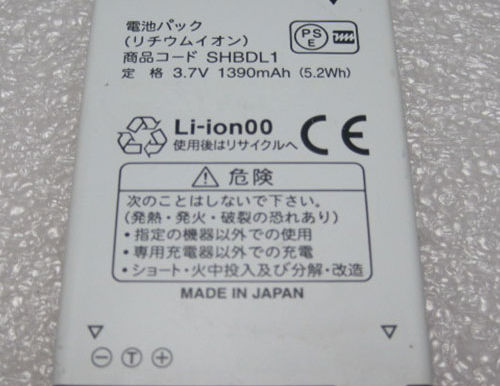 電池パック
(リチウムイオン)
商品コード SHBDL1
定 格 3.7V 1390mAh (5.2Wh)
PS
E
Li-ion00
使用後はリサイクルへ
CE
危険
次のことはしないで下さい。
(発熱・発火・破裂の恐れあり)
・指定の機器以外での使用
・専用充電器以外での充電
・ショート・火中投入及び分解・改造
MADE IN JAPAN
− T +